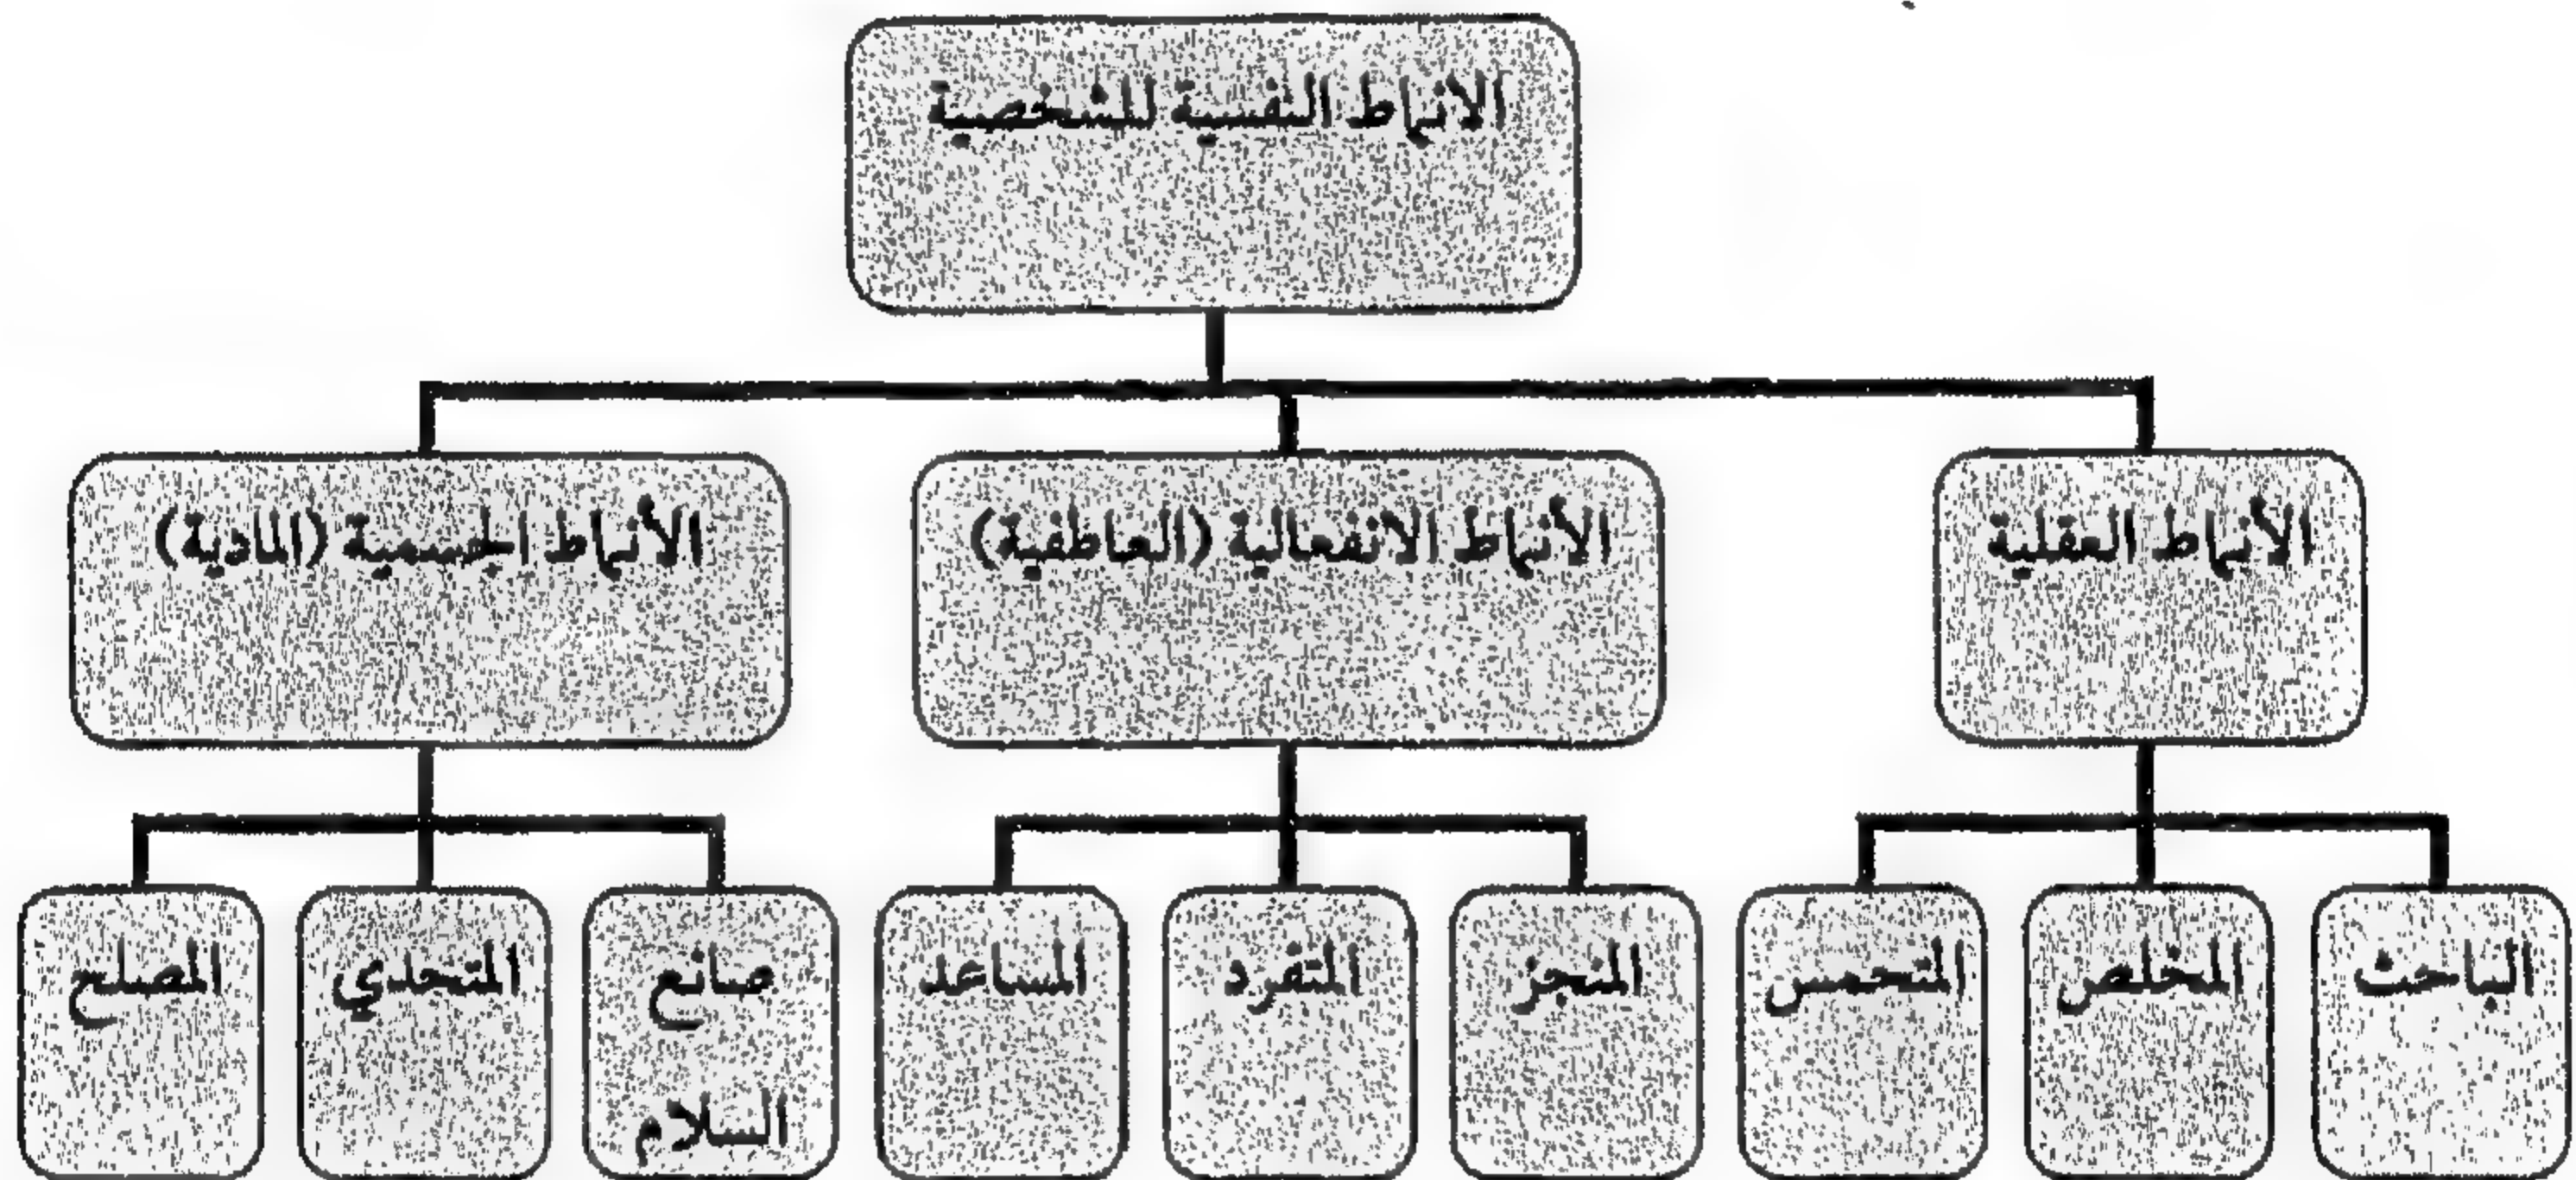 الانماط النفسية للشخصية
الأنماط العقلية
الأنماط الانفعالية (العاطفية)
الأنماط الجسمية (المادية)
الباحث
المخلص
المتحمس
المنجز
المتفرد
المساعد
صانع
السلام
المتحدي
المصلح